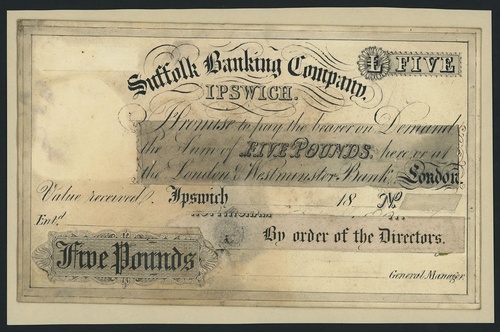 Suffolk Banking Company,
£ FIVE
IPSWICH.
I Promise to pay the bearer on Demand
the Sum of FIVE POUNDS, here or at
the London & Westminster Bank, London
Value received. Ipswich 18 No
Entd.
Five Pounds
By order of the Directors.
General Manager.